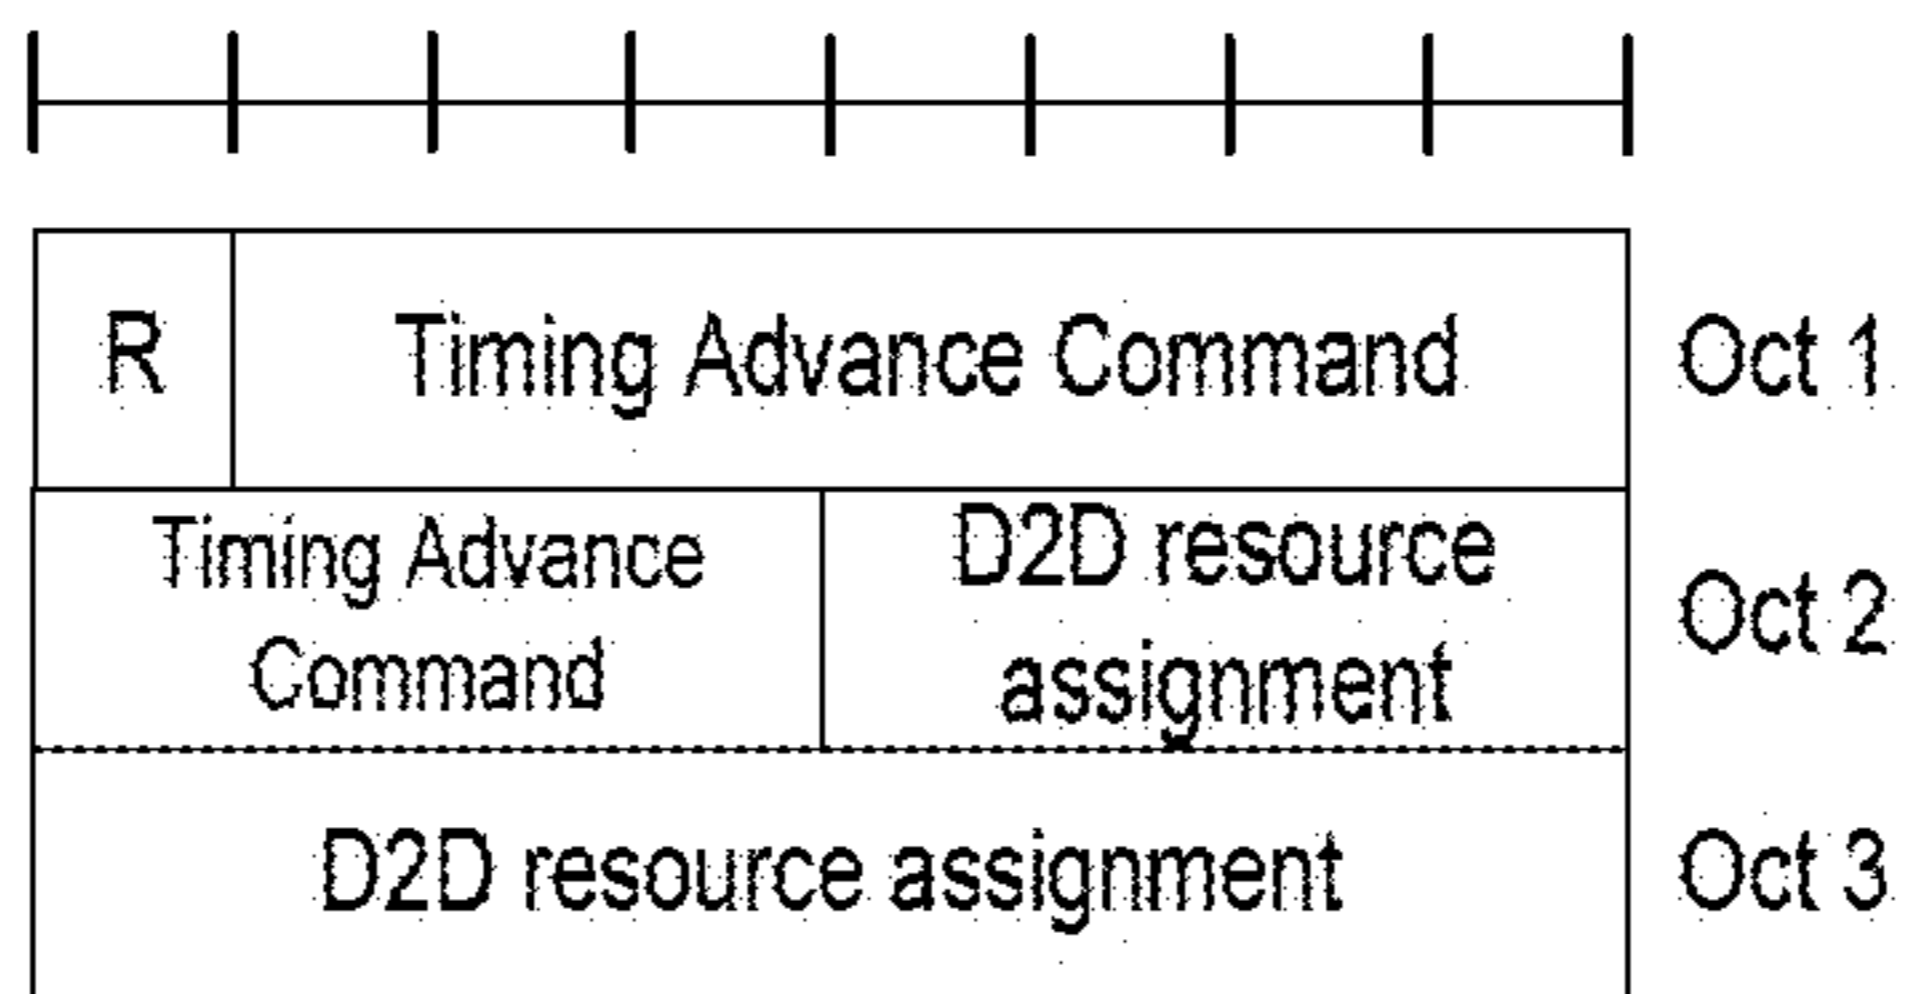 R Timing Advance Command Oct 1
Timing Advance
Command
D2D resource
assignment
Oct 2
D2D resource assignment Oct 3